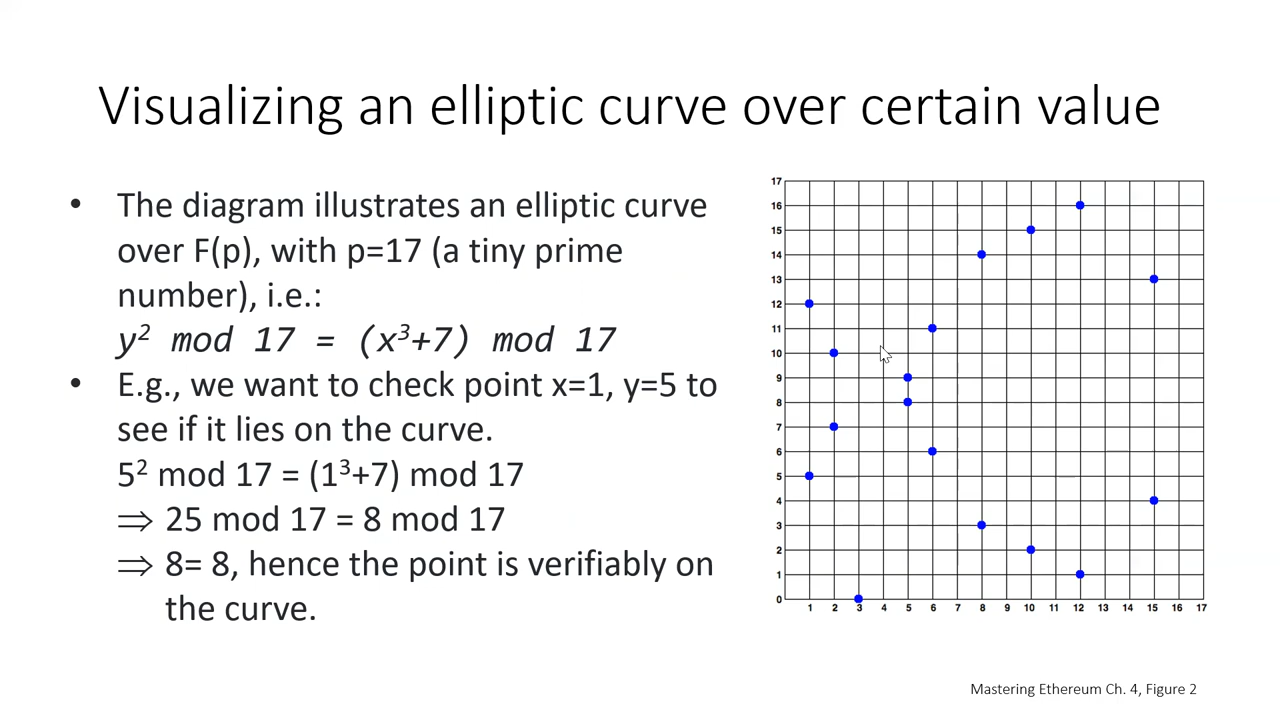 Visualizing an elliptic curve over certain value
• The diagram illustrates an elliptic curve
over F(p), with p=17 (a tiny prime
number), i.e.:
y² mod 17 = (x³+7) mod 17
• E.g., we want to check point x=1, y=5 to
see if it lies on the curve.
5² mod 17 = (1³+7) mod 17
⇒ 25 mod 17 = 8 mod 17
⇒ 8= 8, hence the point is verifiably on
the curve.
17
16
15
14
13
12
11
10
9
8
7
6
5
4
3
2
1
0
1 2 3 4 5 6 7 8 9 10 11 12 13 14 15 16 17
Mastering Ethereum Ch. 4, Figure 2